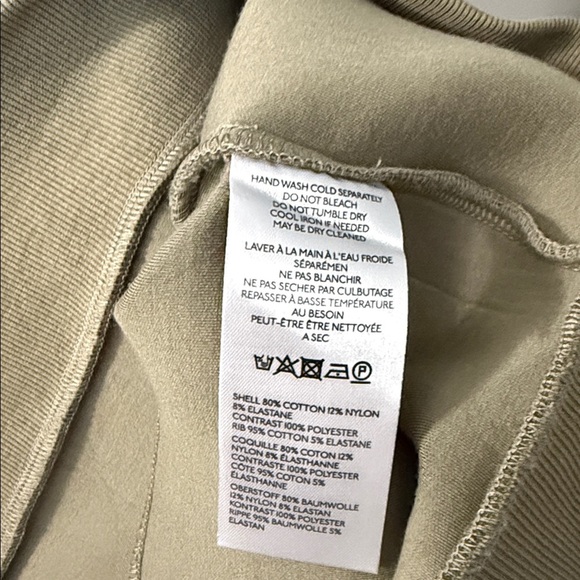 HAND WASH COLD SEPARATELY
DO NOT BLEACH
DO NOT TUMBLE DRY
COOL IRON IF NEEDED
MAY BE DRY CLEANED
LAVER À LA MAIN À L'EAU FROIDE
SÉPARÉMEN
NE PAS BLANCHIR
NE PAS SECHER PAR CULBUTAGE
REPASSER À BASSE TEMPÉRATURE
AU BESOIN
PEUT-ÊTRE ÊTRE NETTOYÉE
A SEC
P
SHELL 80% COTTON 12% NYLON
8% ELASTANE
CONTRAST 100% POLYESTER
RIB 95% COTTON 5% ELASTANE
COQUILLE 80% COTON 12%
NYLON 8% ÉLASTHANNE
CONTRASTE 100% POLYESTER
CÔTE 95% COTON 5%
ÉLASTHANNE
OBERSTOFF 80% BAUMWOLLE
12% NYLON 8% ELASTAN
KONTRAST 100% POLYESTER
RIPPE 95% BAUMWOLLE 5%
ELASTAN